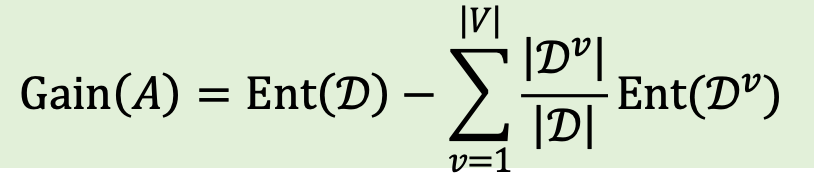 Gain(A) = Ent(𝒟) − ∑_{v=1}^{|V|} |𝒟^v| / |𝒟| Ent(𝒟^v)